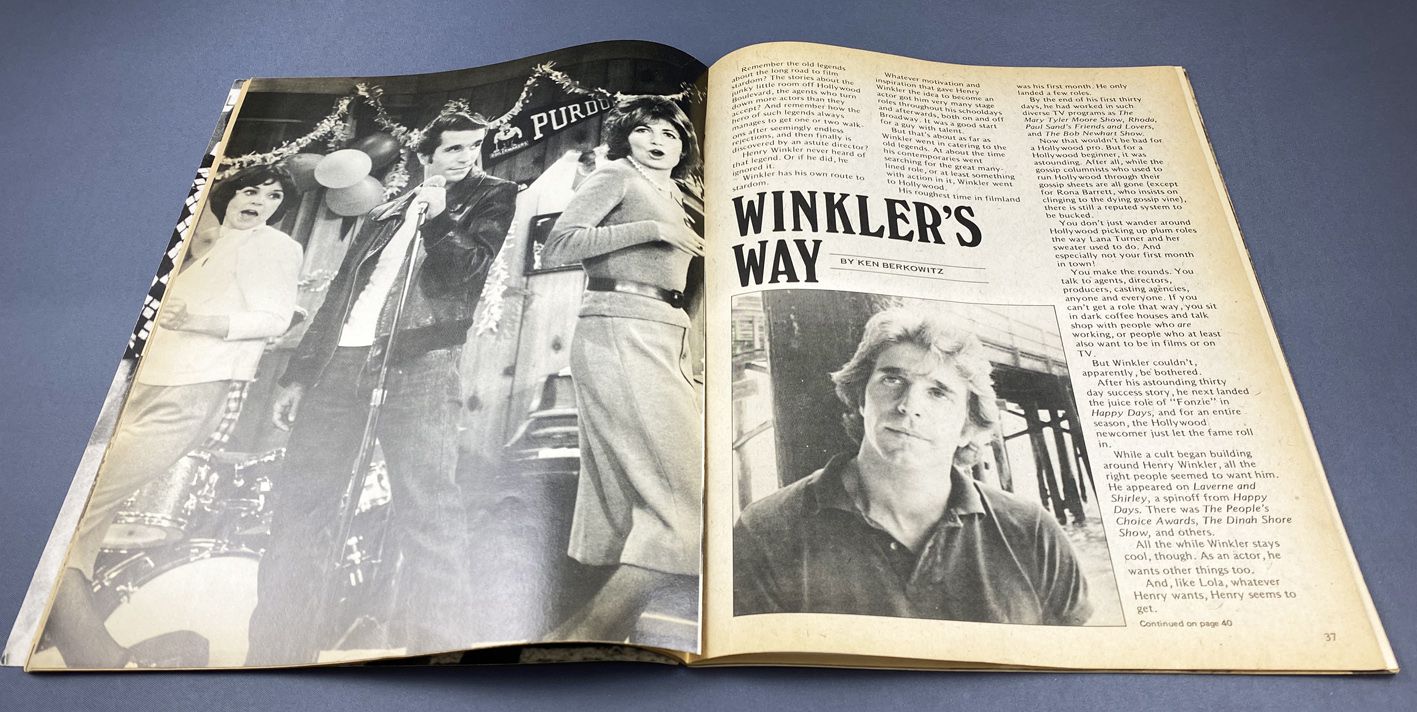 PURDU
Remember the old legends
about the long road to film
stardom? The stories about the
junky little room off Hollywood
Boulevard, the agents who turn
down more actors than they
accept? And remember how the
hero of such legends always
manages to get one or two walk-
ons after seemingly endless
rejections, and then finally is
discovered by an astute director?
Henry Winkler never heard of
that legend. Or if he did, he
ignored it.
Winkler has his own route to
stardom.
Whatever motivation and
inspiration that gave Henry
Winkler the idea to become an
actor got him very many stage
roles throughout his schooldays
and afterwards, both on and off
Broadway. It was a good start
for a guy with talent.
But that's about as far as
Winkler went in catering to the
old legends. At about the time
his contemporaries went
searching for the great many-
lined role, or at least something
with action in it, Winkler went
to Hollywood.
His roughest time in filmland
WINKLER'S
WAY
BY KEN BERKOWITZ
was his first month. He only
landed a few roles.
By the end of his first thirty
days, he had worked in such
diverse TV programs as The
Mary Tyler Moore Show, Rhoda,
Paul Sand's Friends and Lovers,
and The Bob Newhart Show.
Now that wouldn't be bad for
a Hollywood pro. But for a
Hollywood beginner, it was
astounding. After all, while the
gossip columnists who used to
run Hollywood through their
gossip sheets are all gone (except
for Rona Barrett, who insists on
clinging to the dying gossip vine),
there is still a reputed system to
be bucked.
You don't just wander around
Hollywood picking up plum roles
the way Lana Turner and her
sweater used to do. And
especially not your first month
in town!
You make the rounds. You
talk to agents, directors,
producers, casting agencies,
anyone and everyone. If you
can't get a role that way, you sit
in dark coffee houses and talk
shop with people who are
working, or people who at least
also want to be in films or on
TV.
But Winkler couldn't,
apparently, be bothered.
After his astounding thirty
day success story, he next landed
the juice role of "Fonzie" in
Happy Days, and for an entire
season, the Hollywood
newcomer just let the fame roll
in.
While a cult began building
around Henry Winkler, all the
right people seemed to want him.
He appeared on Laverne and
Shirley, a spinoff from Happy
Days. There was The People's
Choice Awards, The Dinah Shore
Show, and others.
All the while Winkler stays
cool, though. As an actor, he
wants other things too.
And, like Lola, whatever
Henry wants, Henry seems to
get.
Continued on page 40
37